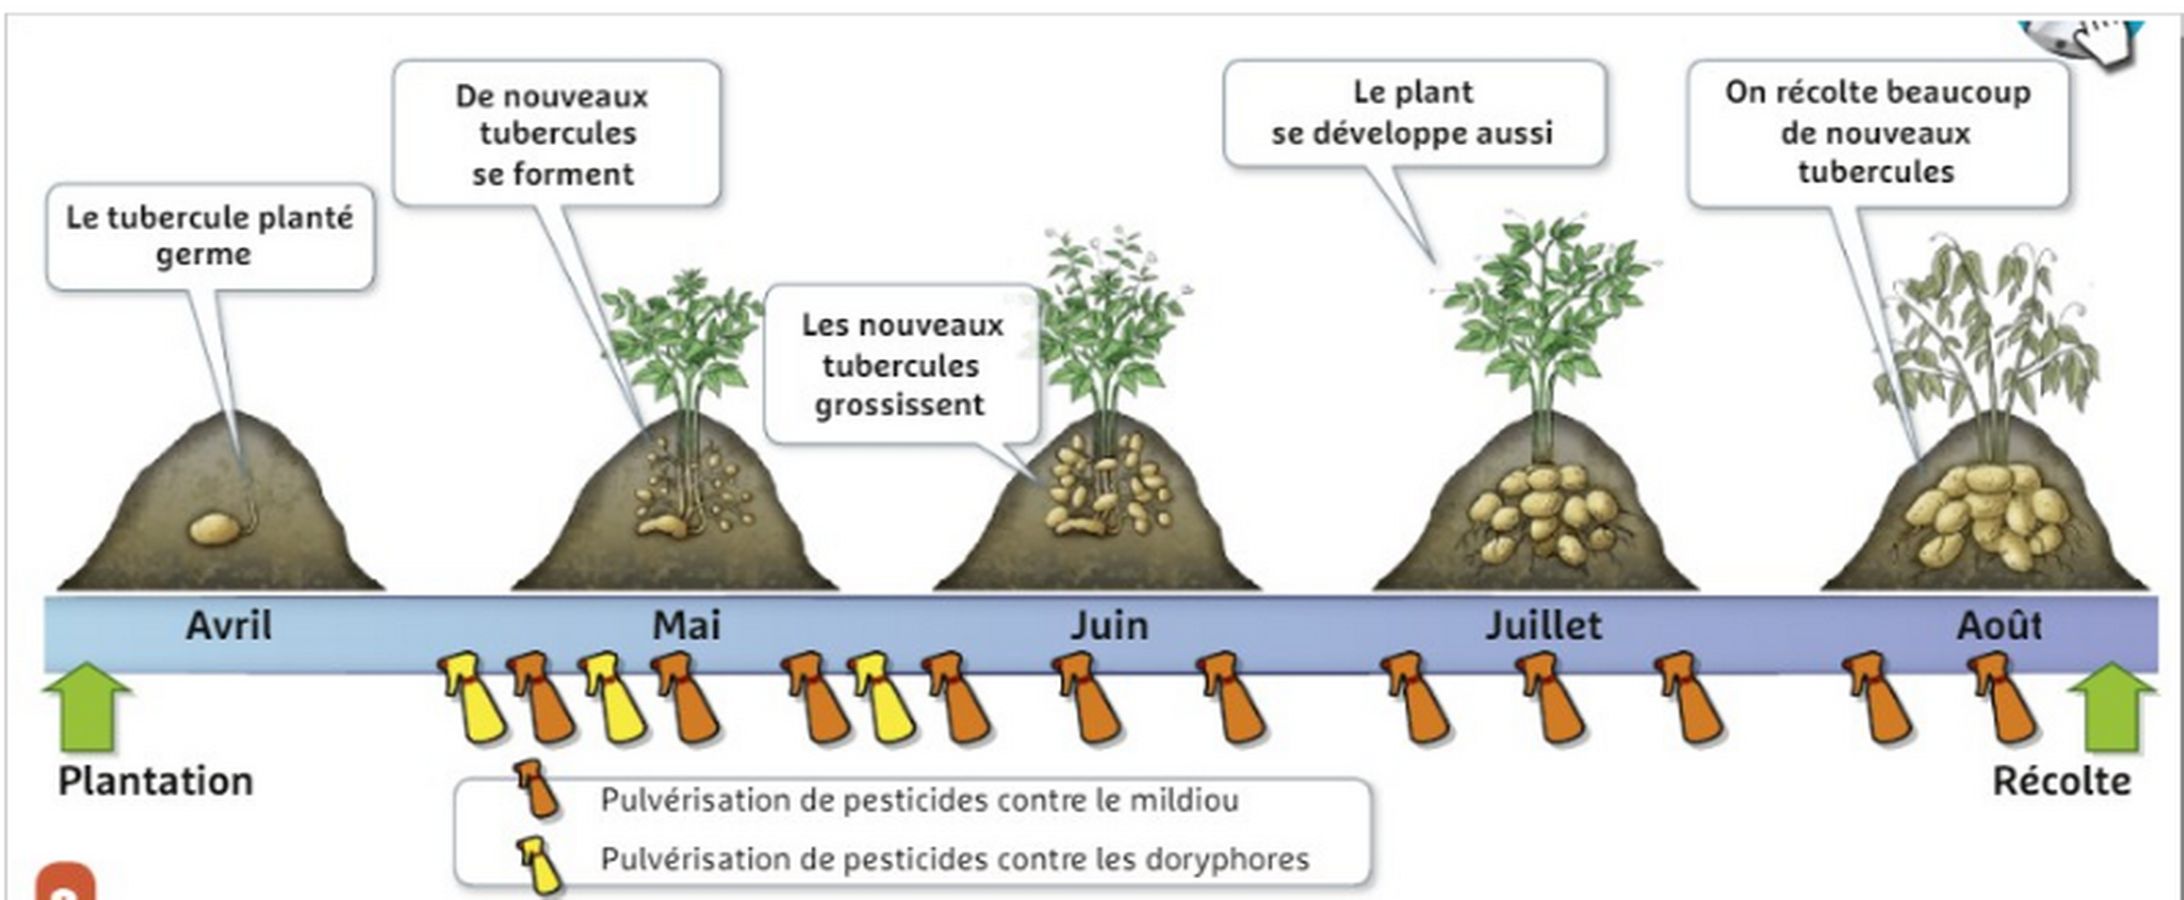 Le tubercule planté
germe
De nouveaux
tubercules
se forment
Les nouveaux
tubercules
grossissent
Le plant
se développe aussi
On récolte beaucoup
de nouveaux
tubercules
Avril
Mai
Juin
Juillet
Août
Plantation
Récolte
Pulvérisation de pesticides contre le mildiou
Pulvérisation de pesticides contre les doryphores